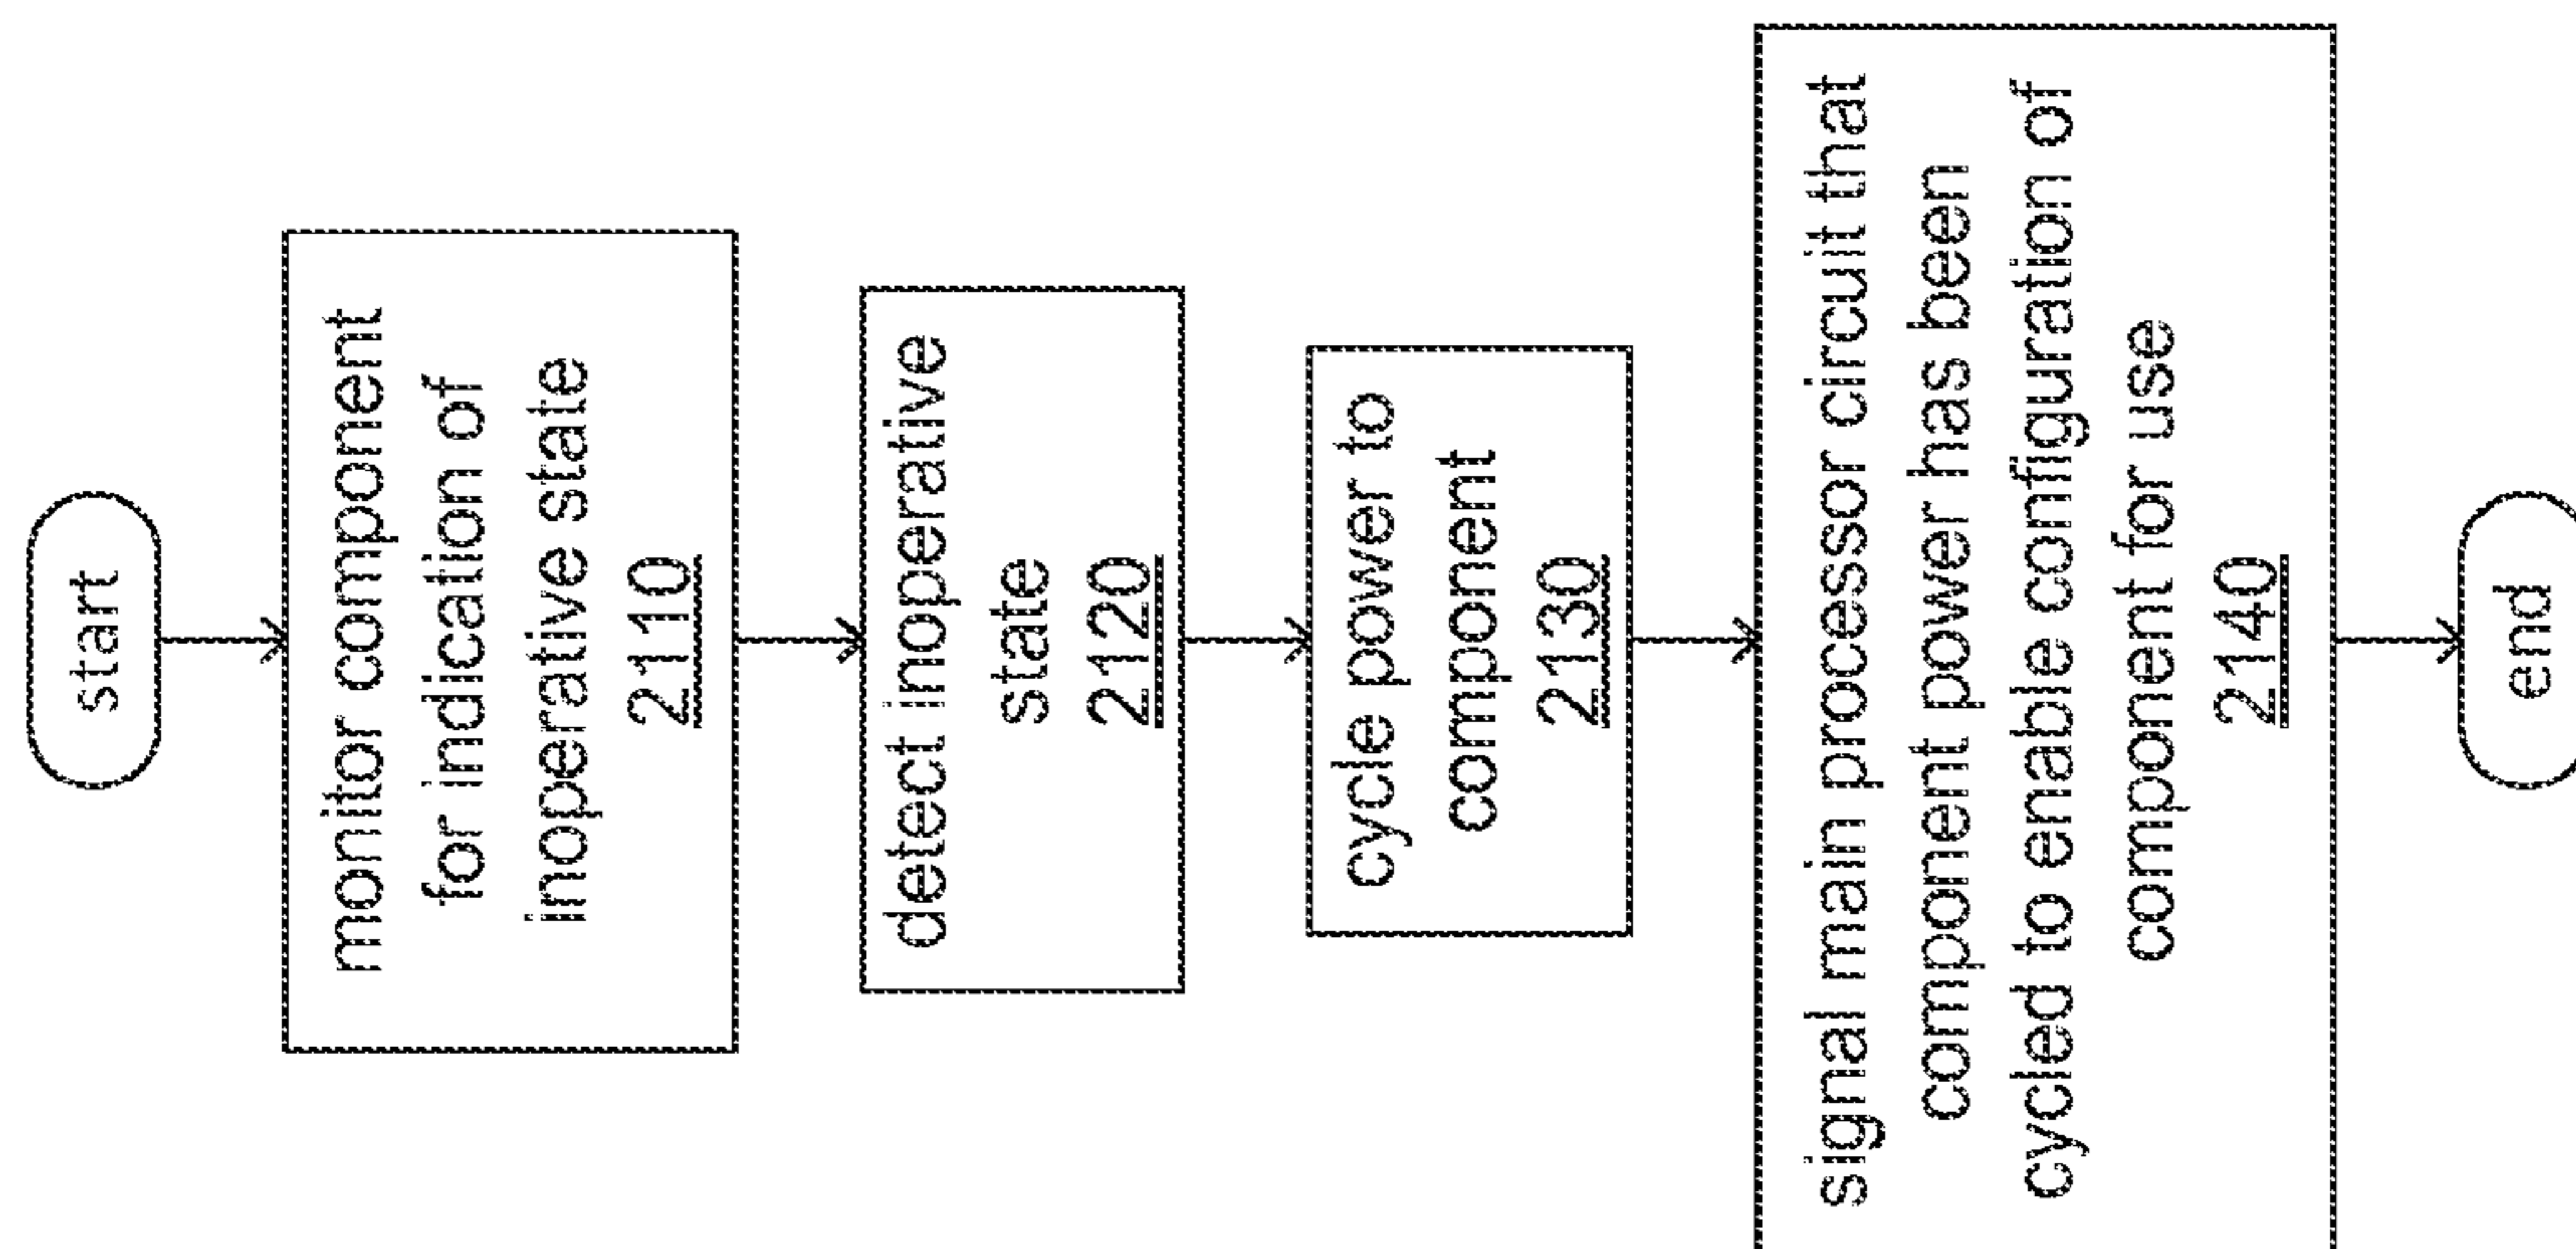 start
monitor component
for indication of
inoperative state
2110
detect inoperative
state
2120
cycle power to
component
2130
signal main processor circuit that
component power has been
cycled to enable configuration of
component for use
2140
end